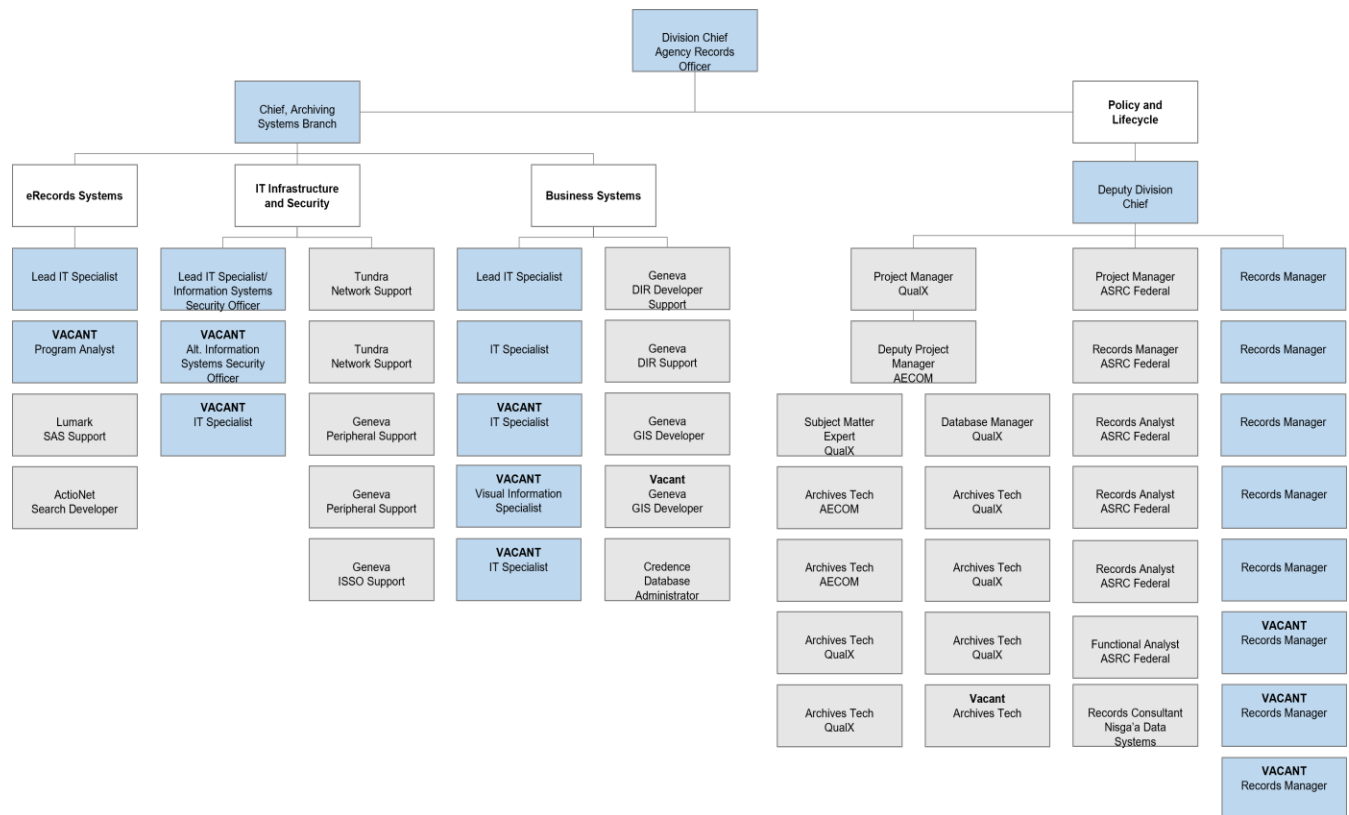 Division Chief
Agency Records
Officer
Chief, Archiving
Systems Branch
Policy and
Lifecycle
eRecords Systems
IT Infrastructure
and Security
Business Systems
Deputy Division
Chief
Lead IT Specialist
VACANT
Program Analyst
Lumark
SAS Support
ActioNet
Search Developer
Lead IT Specialist/
Information Systems
Security Officer
VACANT
Alt. Information
Systems Security
Officer
VACANT
IT Specialist
Tundra
Network Support
Tundra
Network Support
Geneva
Peripheral Support
Geneva
Peripheral Support
Geneva
ISSO Support
Lead IT Specialist
IT Specialist
VACANT
IT Specialist
VACANT
Visual Information
Specialist
VACANT
IT Specialist
Geneva
DIR Developer
Support
Geneva
DIR Support
Geneva
GIS Developer
Vacant
Geneva
GIS Developer
Credence
Database
Administrator
Project Manager
QualX
Deputy Project
Manager
AECOM
Subject Matter
Expert
QualX
Archives Tech
AECOM
Archives Tech
AECOM
Archives Tech
QualX
Archives Tech
QualX
Database Manager
QualX
Archives Tech
QualX
Archives Tech
QualX
Archives Tech
QualX
Vacant
Archives Tech
Project Manager
ASRC Federal
Records Manager
ASRC Federal
Records Analyst
ASRC Federal
Records Analyst
ASRC Federal
Records Analyst
ASRC Federal
Functional Analyst
ASRC Federal
Records Consultant
Nisga'a Data
Systems
Records Manager
Records Manager
Records Manager
Records Manager
Records Manager
VACANT
Records Manager
VACANT
Records Manager
VACANT
Records Manager